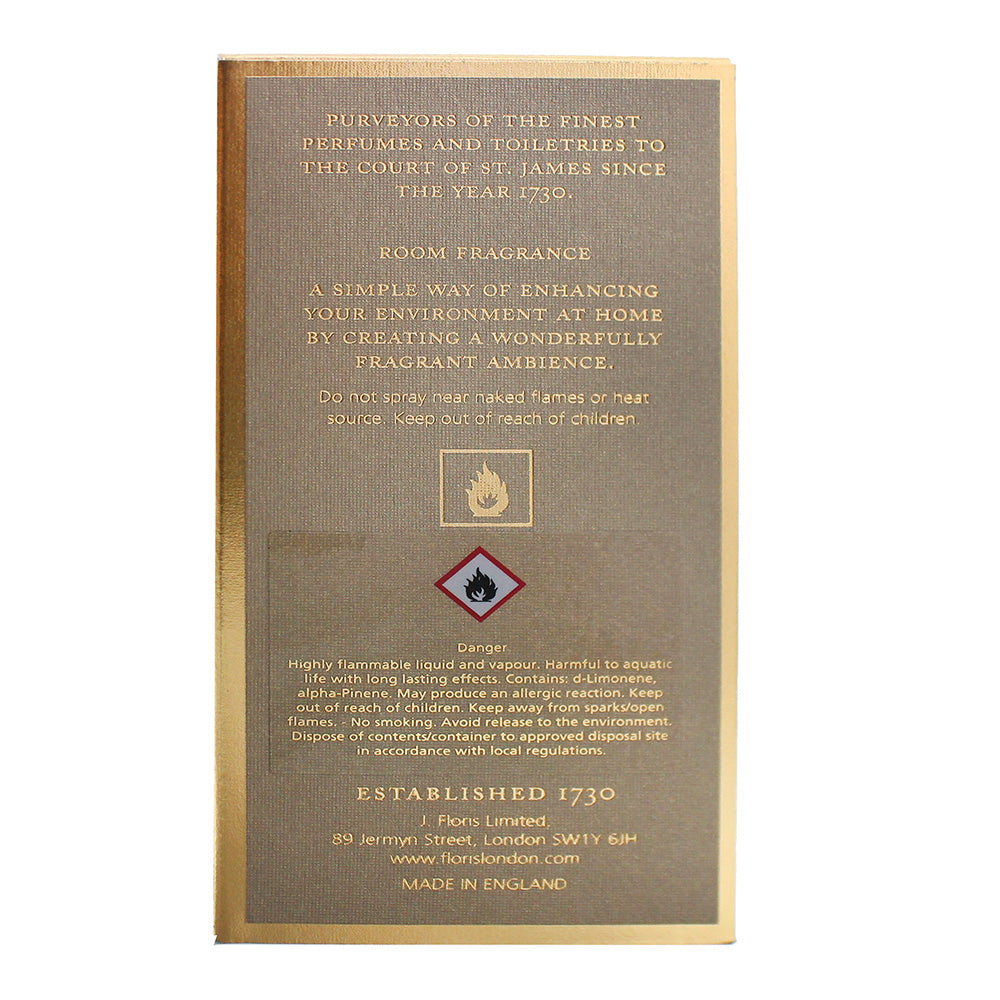 PURVEYORS OF THE FINEST
PERFUMES AND TOILETRIES TO
THE COURT OF ST. JAMES SINCE
THE YEAR 1730.
ROOM FRAGRANCE
A SIMPLE WAY OF ENHANCING
YOUR ENVIRONMENT AT HOME
BY CREATING A WONDERFULLY
FRAGRANT AMBIENCE.
Do not spray near naked flames or heat
source. Keep out of reach of children.
Danger
Highly flammable liquid and vapour. Harmful to aquatic
life with long lasting effects. Contains: d-Limonene,
alpha-Pinene. May produce an allergic reaction. Keep
out of reach of children. Keep away from sparks/open
flames. - No smoking. Avoid release to the environment.
Dispose of contents/container to approved disposal site
in accordance with local regulations.
ESTABLISHED 1730
J. Floris Limited,
89 Jermyn Street, London SW1Y 6JH
www.florislondon.com
MADE IN ENGLAND